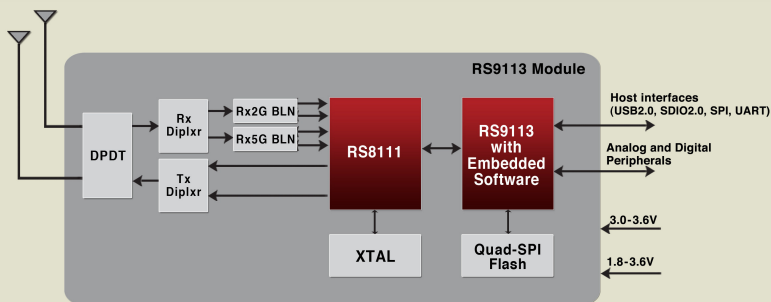 RS9113 Module
DPDT
Rx
Diplxr
Tx
Diplxr
Rx2G BLN
Rx5G BLN
RS8111
XTAL
RS9113
with
Embedded
Software
Quad-SPI
Flash
Host interfaces
(USB2.0, SDIO2.0, SPI, UART)
Analog and Digital
Peripherals
3.0-3.6V
1.8-3.6V